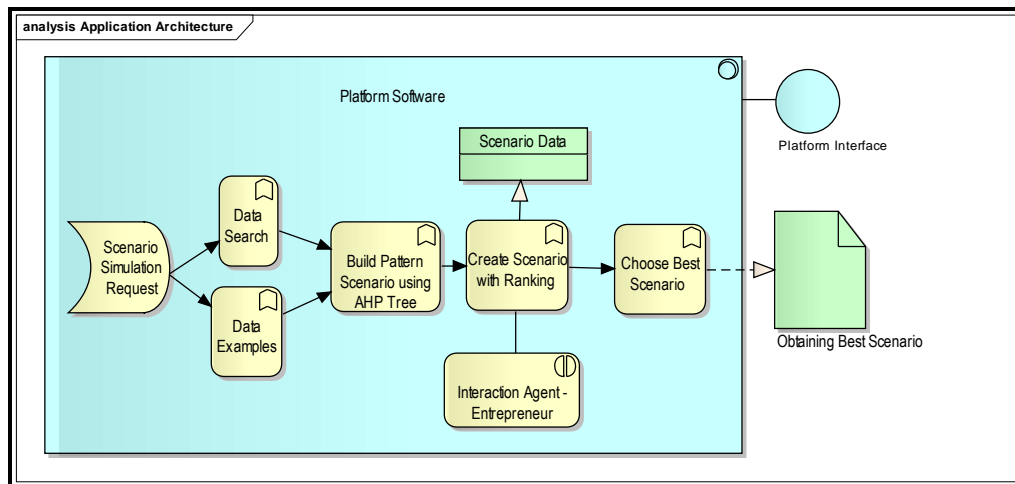 analysis Application Architecture
Platform Software
Platform Interface
Scenario Data
Scenario
Simulation
Request
Data
Search
Data
Examples
Build Pattern
Scenario using
AHP Tree
Create Scenario
with Ranking
Choose Best
Scenario
Interaction Agent -
Entrepreneur
Obtaining Best Scenario